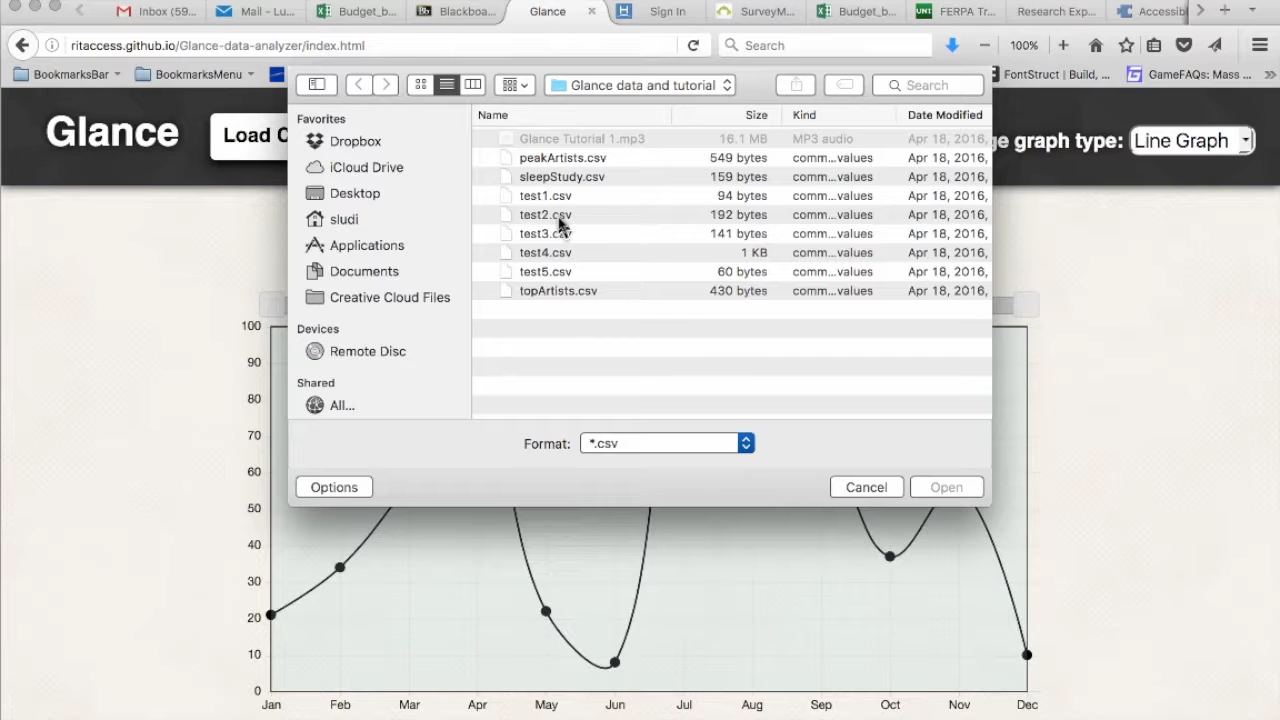 Inbox (59... Mail – Lu... Budget_b... Blackboa... Glance Sign In SurveyM... Budget_b... FERPA Tr... Research Exp... Accessibl
ritaccess.github.io/Glance-data-analyzer/index.html Search 100%
BookmarksBar BookmarksMenu FontStruct | Build, ... GameFAQs: Mass ...
Glance data and tutorial Search
Glance Load C ge graph type: Line Graph
Favorites
Dropbox
iCloud Drive
Desktop
sludi
Applications
Documents
Creative Cloud Files
Devices
Remote Disc
Shared
All...
Name Size Kind Date Modified
Glance Tutorial 1.mp3 16.1 MB MP3 audio Apr 18, 2016,
peakArtists.csv 549 bytes comm...values Apr 18, 2016,
sleepStudy.csv 159 bytes comm...values Apr 18, 2016,
test1.csv 94 bytes comm...values Apr 18, 2016,
test2.csv 192 bytes comm...values Apr 18, 2016,
test3.csv 141 bytes comm...values Apr 18, 2016,
test4.csv 1 KB comm...values Apr 18, 2016,
test5.csv 60 bytes comm...values Apr 18, 2016,
topArtists.csv 430 bytes comm...values Apr 18, 2016,
Format: *.csv
Options Cancel Open
100
90
80
70
60
50
40
30
20
10
0
Jan Feb Mar Apr May Jun Jul Aug Sep Oct Nov Dec